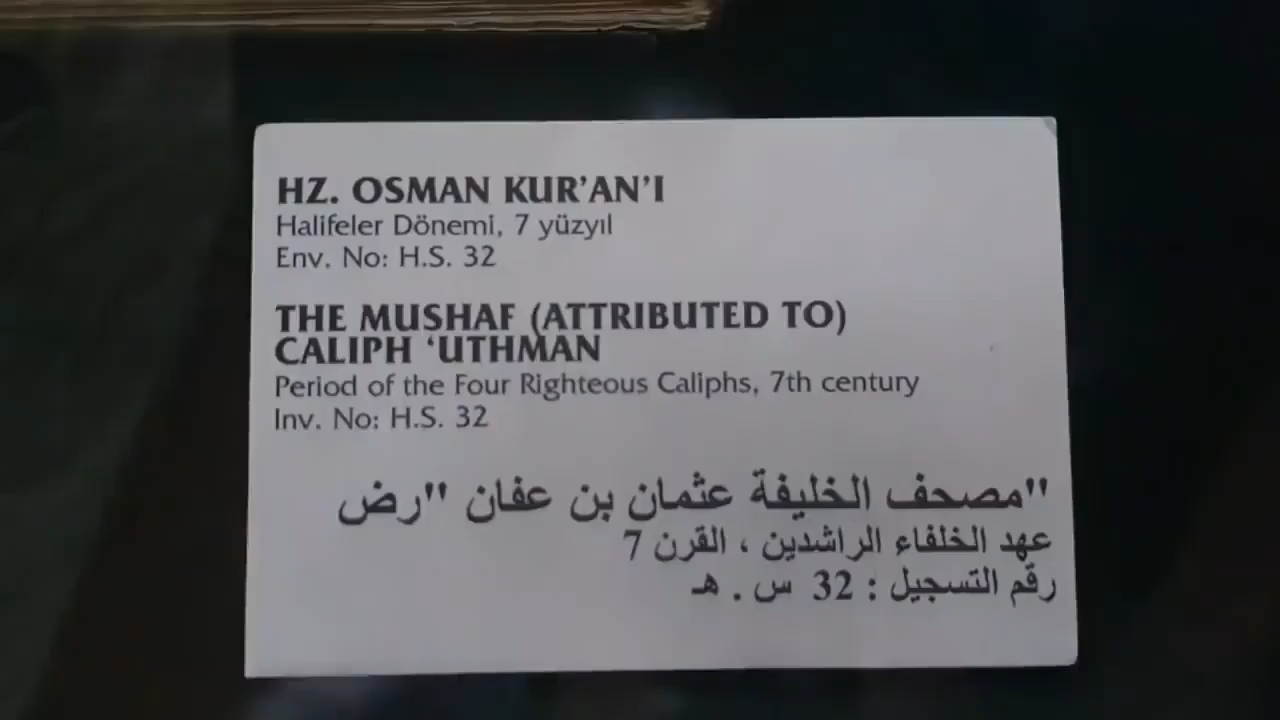 HZ. OSMAN KUR'AN'I
Halifeler Dönemi, 7 yüzyıl
Env. No: H.S. 32
THE MUSHAF (ATTRIBUTED TO)
CALIPH ‘UTHMAN
Period of the Four Righteous Caliphs, 7th century
Inv. No: H.S. 32
"مصحف الخليفة عثمان بن عفان "رض
عهد الخلفاء الراشدين ، القرن 7
رقم التسجيل : 32 س . هـ